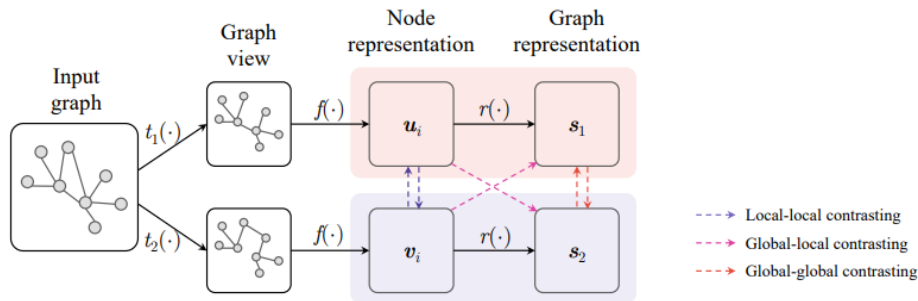 Input
graph
t₁(·)
t₂(·)
Graph
view
f(·)
f(·)
Node
representation
Graph
representation
uᵢ
r(·)
s₁
vᵢ
r(·)
s₂
Local-local contrasting
Global-local contrasting
Global-global contrasting